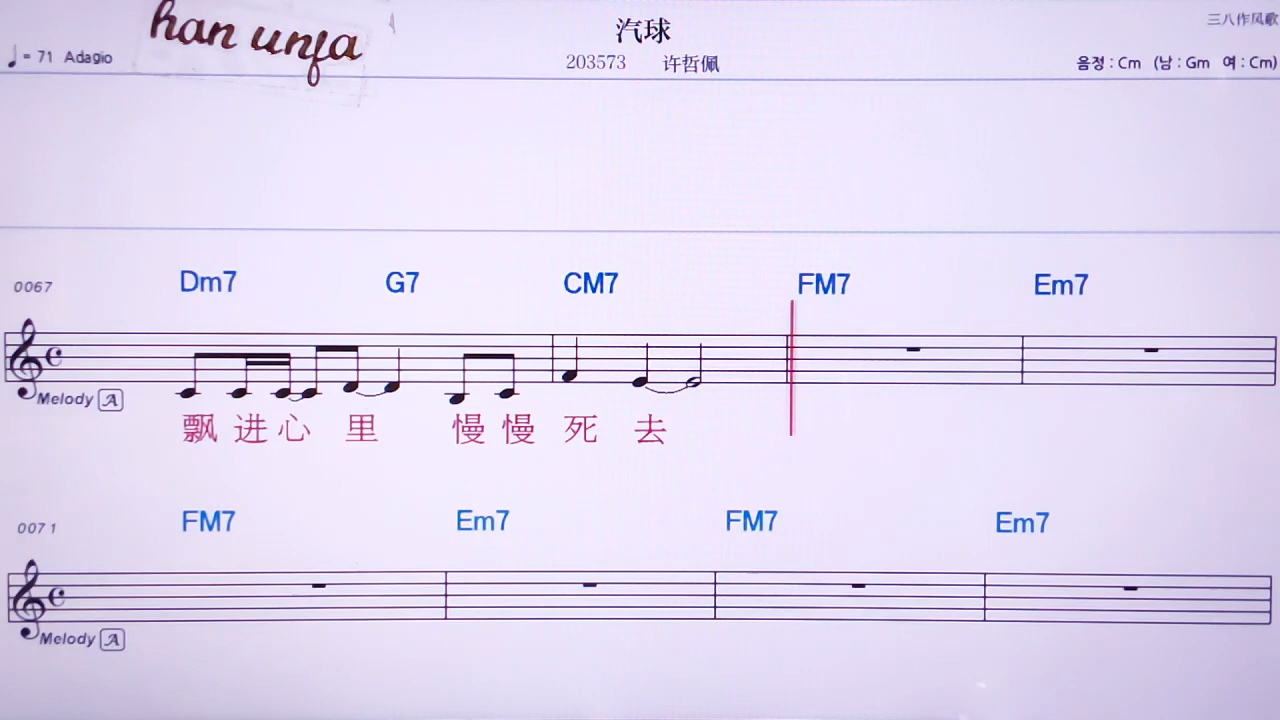 han unfa
汽球
三八作风歌
♩= 71 Adagio
203573 许哲佩
음정 : Cm (남 : Gm 여 : Cm)
0067 Dm7 G7 CM7 FM7 Em7
Melody A
飘 进 心 里 慢 慢 死 去
0071 FM7 Em7 FM7 Em7
Melody A